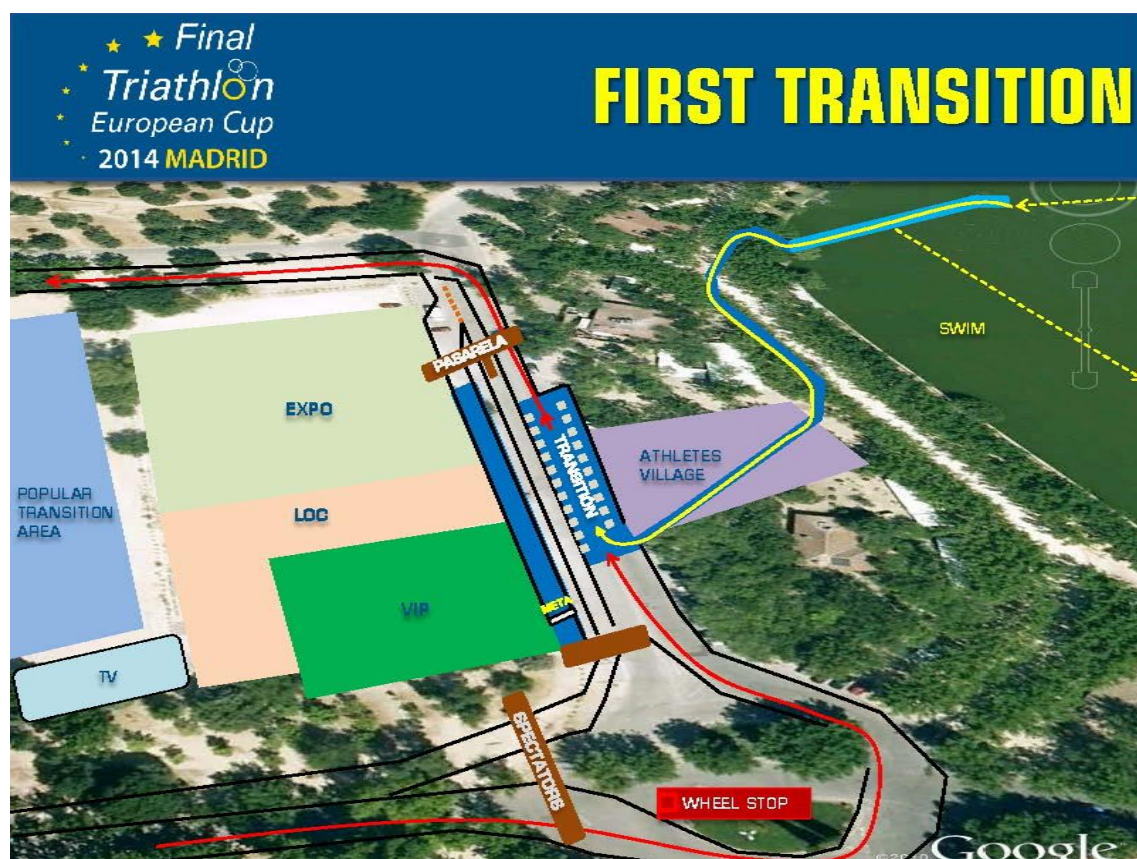 Final
Triathlon
European Cup
2014 MADRID
FIRST TRANSITION
SWIM
PASARELA
EXPO
TRANSITIÓN
ATHLETES
VILLAGE
POPULAR
TRANSITION
AREA
LOC
META
VIP
TV
SPECTATORS
WHEEL STOP
Google